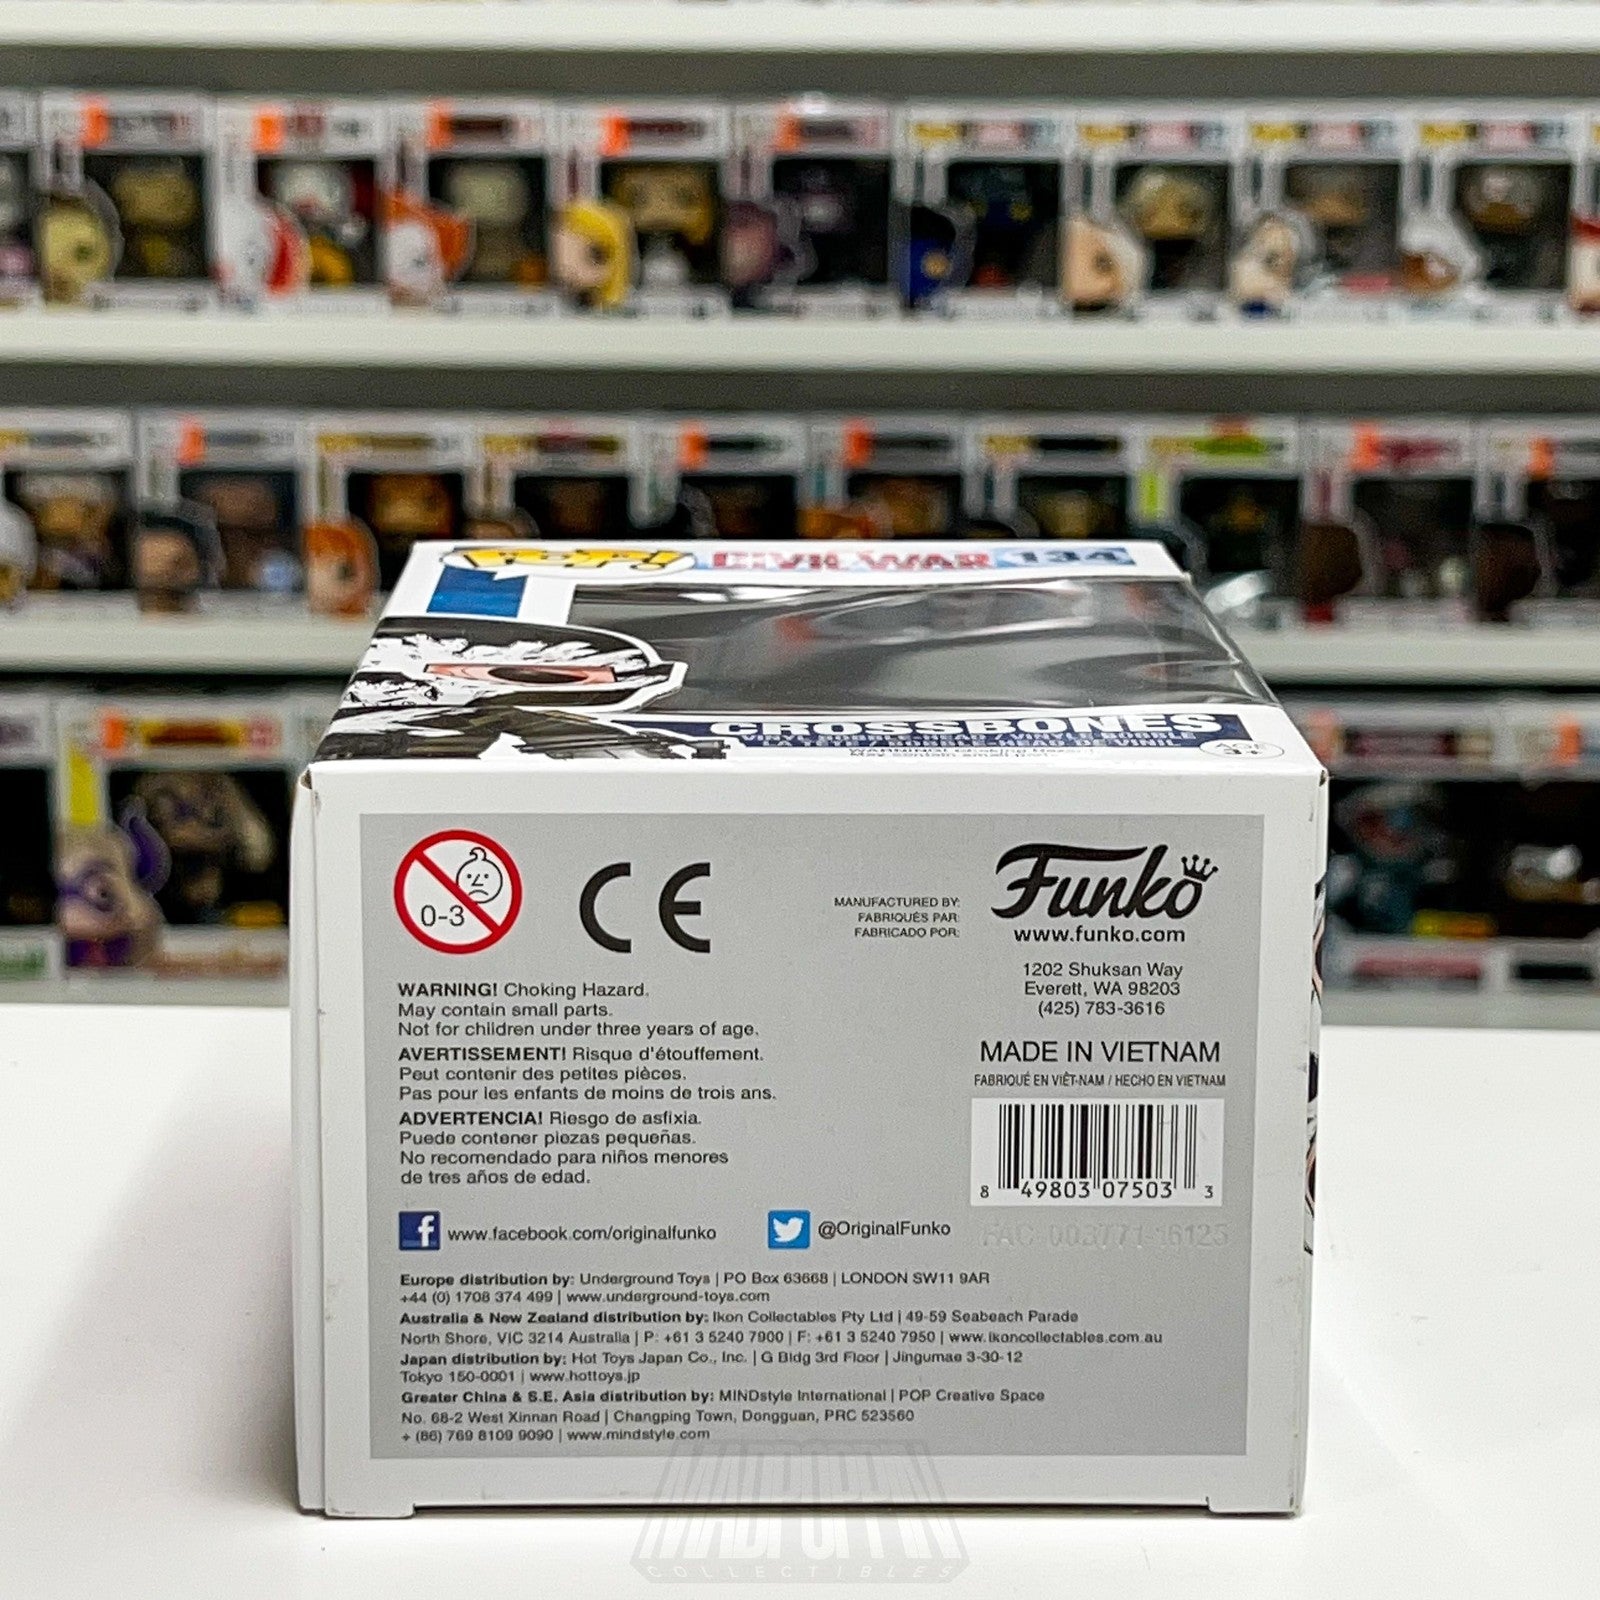 POP!
CIVIL WAR 134
CROSSBONES
0-3
CE
MANUFACTURED BY:
FABRIQUÉS PAR:
FABRICADO POR:
Funko
www.funko.com
1202 Shuksan Way
Everett, WA 98203
(425) 783-3616
WARNING! Choking Hazard.
May contain small parts.
Not for children under three years of age.
AVERTISSEMENT! Risque d'étouffement.
Peut contenir des petites pièces.
Pas pour les enfants de moins de trois ans.
ADVERTENCIA! Riesgo de asfixia.
Puede contener piezas pequeñas.
No recomendado para niños menores
de tres años de edad.
MADE IN VIETNAM
FABRIQUÉ EN VIÊT-NAM / HECHO EN VIETNAM
8 49803 07503 3
www.facebook.com/originalfunko
@OriginalFunko
FAC-003771-16125
Europe distribution by: Underground Toys | PO Box 63668 | LONDON SW11 9AR
+44 (0) 1708 374 499 | www.underground-toys.com
Australia & New Zealand distribution by: Ikon Collectables Pty Ltd | 49-59 Seabeach Parade
North Shore, VIC 3214 Australia | P: +61 3 5240 7900 | F: +61 3 5240 7950 | www.ikoncollectables.com.au
Japan distribution by: Hot Toys Japan Co., Inc. | G Bldg 3rd Floor | Jingumae 3-30-12
Tokyo 150-0001 | www.hottoys.jp
Greater China & S.E. Asia distribution by: MINDstyle International | POP Creative Space
No. 68-2 West Xinnan Road | Changping Town, Dongguan, PRC 523560
+ (86) 769 8109 9090 | www.mindstyle.com
MADPOPPIN
COLLECTIBLES